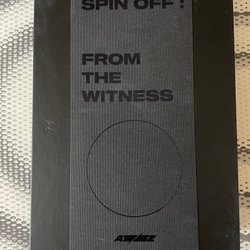 SPIN OFF :
FROM
THE
WITNESS
ATEEZ